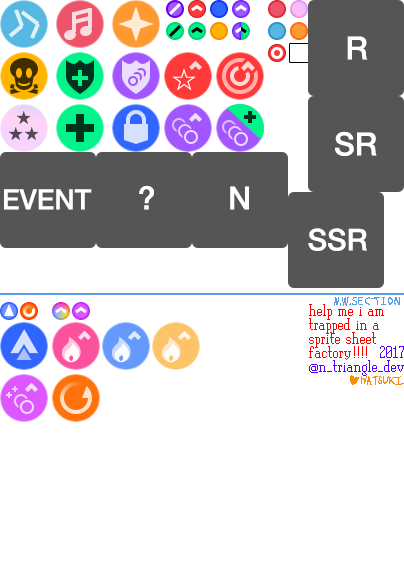 R
SR
EVENT
?
N
SSR
N.W.SECTION
help me i am
trapped in a
sprite sheet
factory!!!! 2017
@n_triangle_dev
NATSUKI